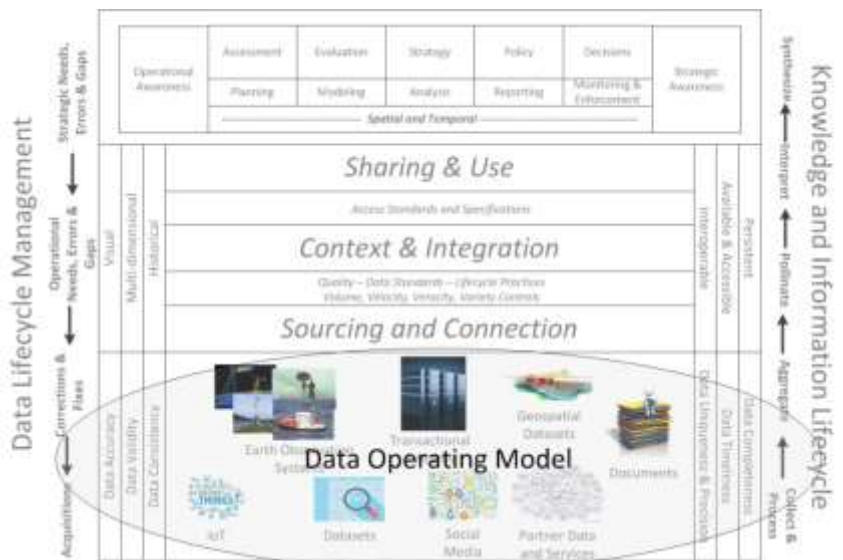 Assessment
Evaluation
Strategy
Policy
Decisions
Operational
Awareness
Strategic
Awareness
Planning
Modeling
Analysis
Reporting
Monitoring &
Enforcement
Spatial and Temporal
Data Lifecycle Management
Strategic Needs,
Errors & Gaps
Operational
Needs, Errors &
Gaps
Corrections &
Fixes
Acquisitions
Visual
Multi-dimensional
Historical
Sharing & Use
Access Standards and Specifications
Context & Integration
Quality – Data Standards – Lifecycle Practices
Volume, Velocity, Veracity, Variety Controls
Sourcing and Connection
Interoperable
Available & Accessible
Persistent
Data Accuracy
Data Validity
Data Consistency
Earth Observation
Transactional
Geospatial
Datasets
Documents
Data Operating Model
THINGS
IoT
Datasets
Social
Media
Partner Data
and Services
Data Uniqueness & Precision
Data Timeliness
Data Completeness
Synthesize
Interpret
Pollinate
Aggregate
Collect &
Process
Knowledge and Information Lifecycle